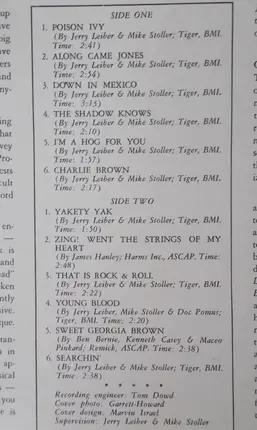 SIDE ONE
1. POISON IVY
(By Jerry Leiber & Mike Stoller; Tiger, BMI.
Time: 2:41)
2. ALONG CAME JONES
(By Jerry Leiber & Mike Stoller; Tiger, BMI.
Time: 2:54)
3. DOWN IN MEXICO
(By Jerry Leiber & Mike Stoller; Tiger, BMI.
Time: 3:15)
4. THE SHADOW KNOWS
(By Jerry Leiber & Mike Stoller; Tiger, BMI.
Time: 2:10)
5. I'M A HOG FOR YOU
(By Jerry Leiber & Mike Stoller; Tiger, BMI.
Time: 1:57)
6. CHARLIE BROWN
(By Jerry Leiber & Mike Stoller; Tiger, BMI.
Time: 2:17)
SIDE TWO
1. YAKETY YAK
(By Jerry Leiber & Mike Stoller; Tiger, BMI.
Time: 1:50)
2. ZING! WENT THE STRINGS OF MY
HEART
(By James Hanley; Harms Inc., ASCAP. Time:
2:48)
3. THAT IS ROCK & ROLL
(By Jerry Leiber & Mike Stoller; Tiger, BMI.
Time: 2:22)
4. YOUNG BLOOD
(By Jerry Leiber, Mike Stoller & Doc Pomus;
Tiger, BMI. Time: 2:20)
5. SWEET GEORGIA BROWN
(By Ben Bernie, Kenneth Casey & Maceo
Pinkard; Remick, ASCAP. Time: 2:38)
6. SEARCHIN'
(By Jerry Leiber & Mike Stoller; Tiger, BMI.
Time: 2:38)
* * * * *
Recording engineer: Tom Dowd
Cover photo: Garrett-Howard
Cover design: Marvin Israel
Supervision: Jerry Leiber & Mike Stoller